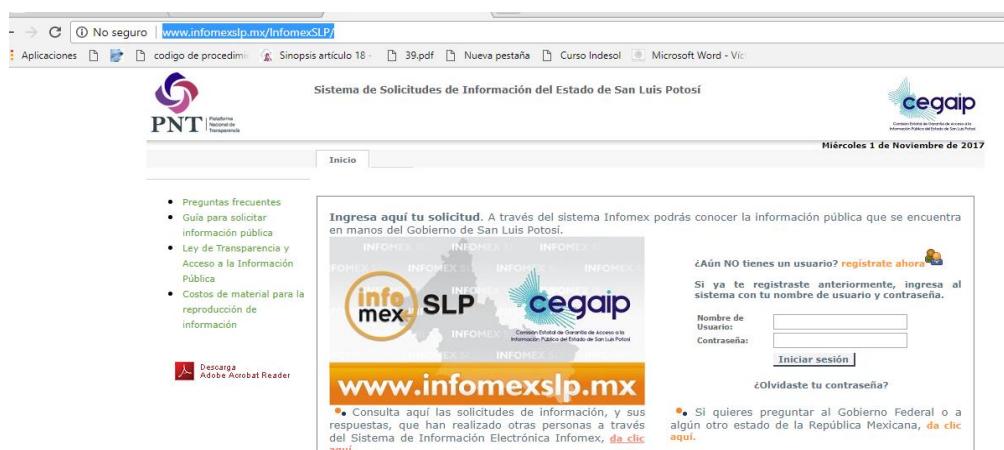 No seguro | www.infomexslp.mx/InfomexSLP/
Aplicaciones
codigo de procedimi
Sinopsis artículo 18 -
39.pdf
Nueva pestaña
Curso Indesol
Microsoft Word - Vic
PNT Plataforma Nacional de Transparencia
Sistema de Solicitudes de Información del Estado de San Luis Potosí
cegaip
Comisión Estatal de Garantía de Acceso a la
Información Pública del Estado de San Luis Potosí
Miércoles 1 de Noviembre de 2017
Inicio
Preguntas frecuentes
Guía para solicitar
información pública
Ley de Transparencia y
Acceso a la Información
Pública
Costos de material para la
reproducción de
información
Descarga
Adobe Acrobat Reader
Ingresa aquí tu solicitud. A través del sistema Infomex podrás conocer la información pública que se encuentra
en manos del Gobierno de San Luis Potosí.
info
mex
SLP
cegaip
Comisión Estatal de Garantía de Acceso a la
Información Pública del Estado de San Luis Potosí
www.infomexslp.mx
¿Aún NO tienes un usuario? regístrate ahora
Si ya te registraste anteriormente, ingresa al
sistema con tu nombre de usuario y contraseña.
Nombre de
Usuario:
Contraseña:
Iniciar sesión
¿Olvidaste tu contraseña?
Consulta aquí las solicitudes de información, y sus
respuestas, que han realizado otras personas a través
del Sistema de Información Electrónica Infomex, da clic
aquí.
Si quieres preguntar al Gobierno Federal o a
algún otro estado de la República Mexicana, da clic
aquí.